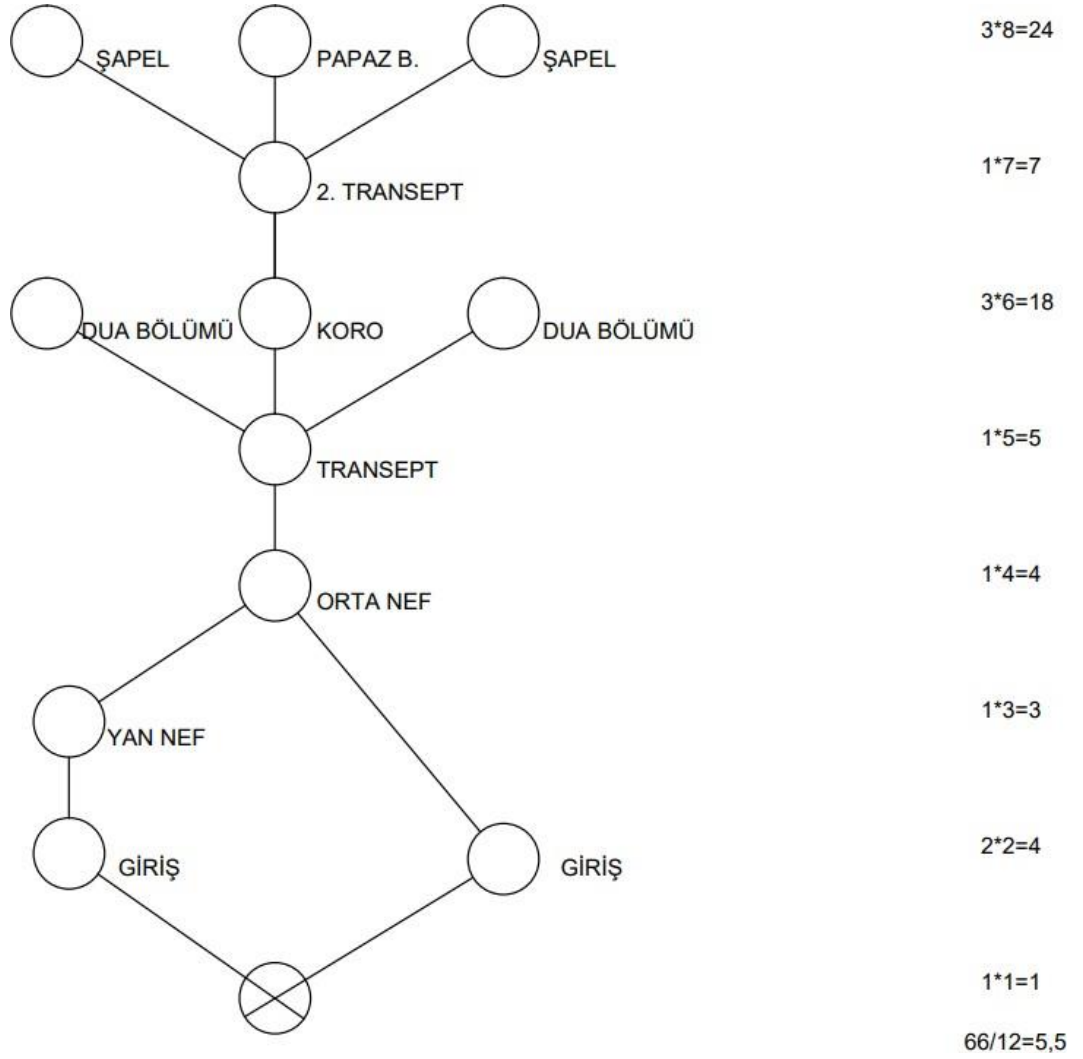 ŞAPEL PAPAZ B. ŞAPEL 3*8=24
2. TRANSEPT 1*7=7
DUA BÖLÜMÜ KORO DUA BÖLÜMÜ 3*6=18
TRANSEPT 1*5=5
ORTA NEF 1*4=4
YAN NEF 1*3=3
GİRİŞ GİRİŞ 2*2=4
1*1=1
66/12=5,5